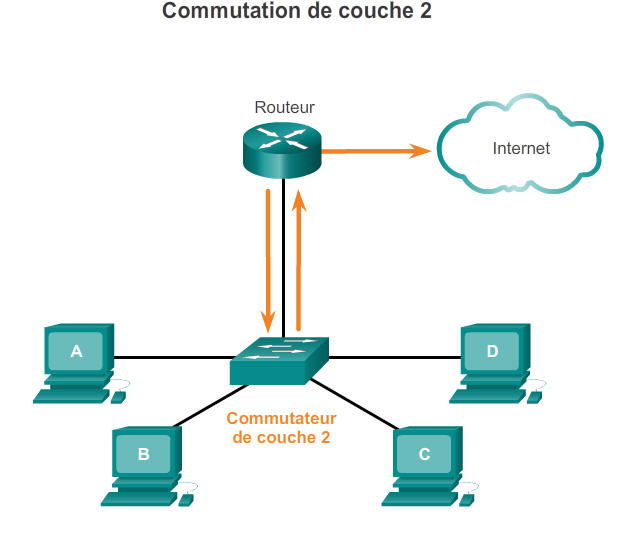 Commutation de couche 2
Routeur
Internet
A
D
Commutateur
de couche 2
B
C